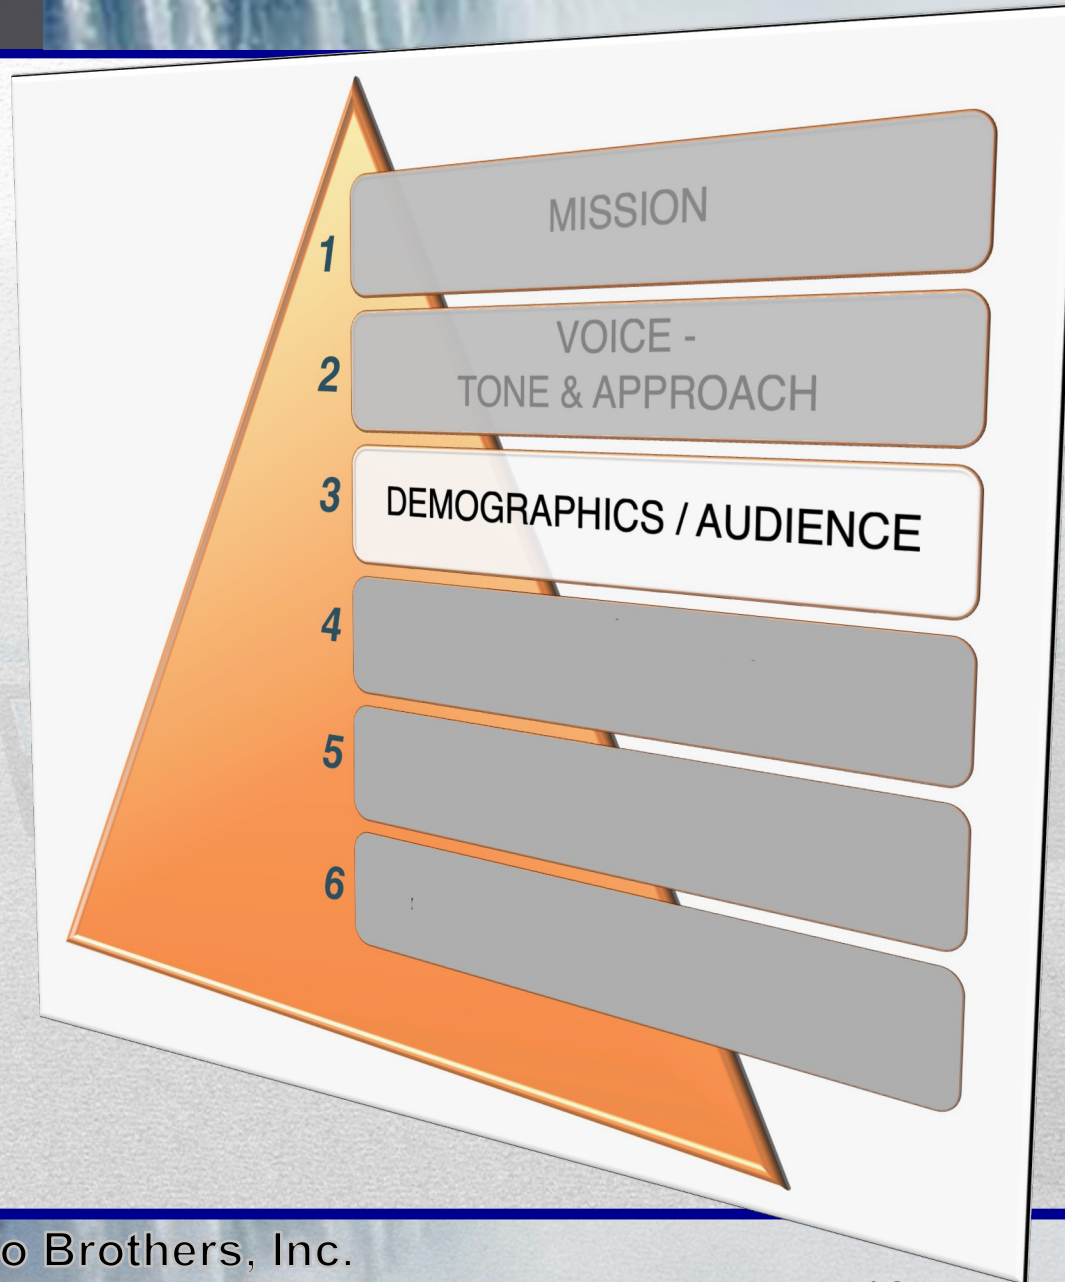 1
MISSION
2
VOICE -
TONE & APPROACH
3
DEMOGRAPHICS / AUDIENCE
4
5
6
o Brothers, Inc.